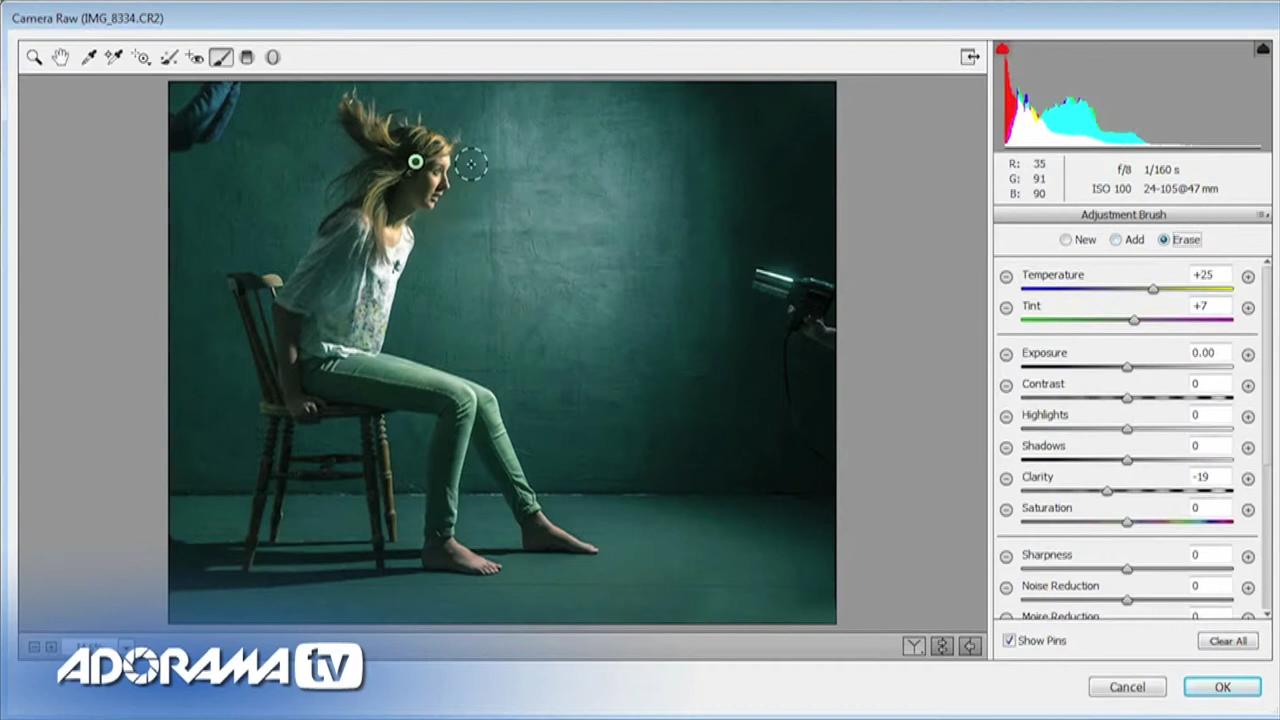 Camera Raw (IMG_8334.CR2)
R: 35
G: 91
B: 90
f/8 1/160 s
ISO 100 24-105@47 mm
Adjustment Brush
New Add Erase
Temperature +25
Tint +7
Exposure 0.00
Contrast 0
Highlights 0
Shadows 0
Clarity -19
Saturation 0
Sharpness 0
Noise Reduction 0
Moire Reduction
Show Pins Clear All
Cancel OK
ADORAMA tv